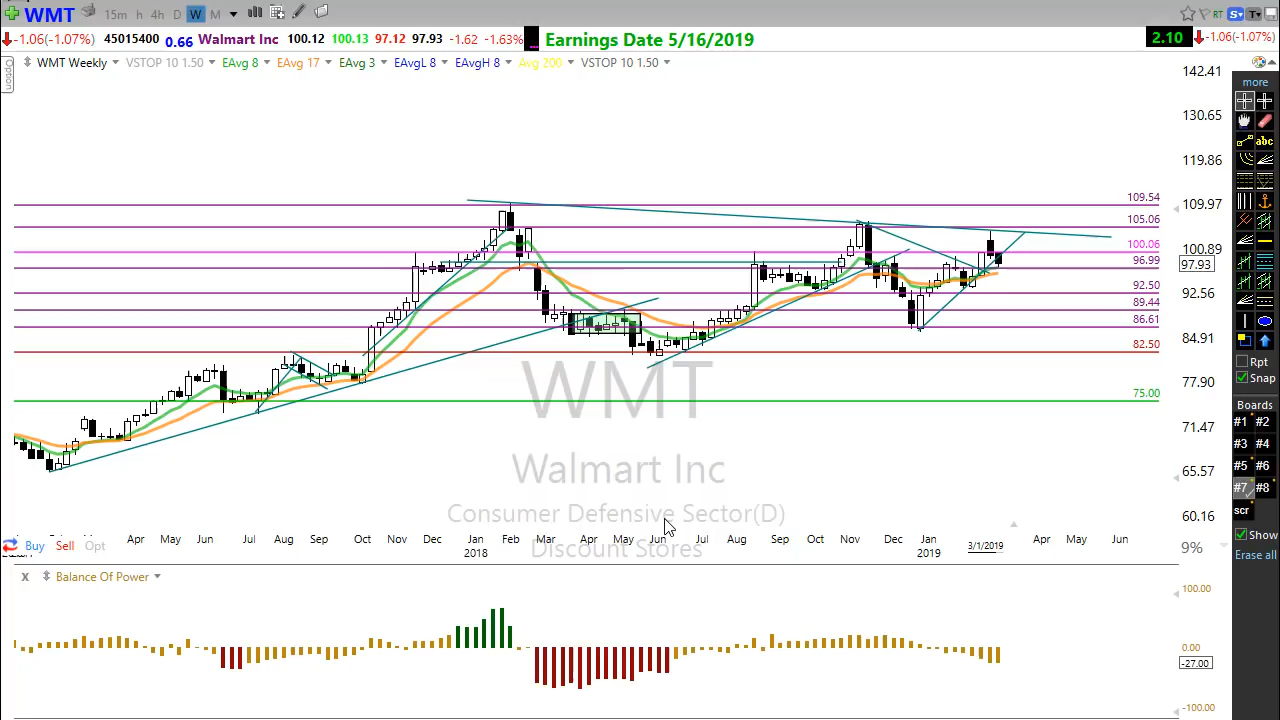 WMT 15m h 4h D W M RT S T
-1.06(-1.07%) 45015400 0.66 Walmart Inc 100.12 100.13 97.12 97.93 -1.62 -1.63% Earnings Date 5/16/2019 2.10 -1.06(-1.07%)
Option
WMT Weekly VSTOP 10 1.50 EAvg 8 EAvg 17 EAvg 3 EAvgL 8 EAvgH 8 Avg 200 VSTOP 10 1.50
142.41
130.65
119.86
109.97
100.89
97.93
92.56
84.91
77.90
71.47
65.57
60.16
9%
109.54
105.06
100.06
96.99
92.50
89.44
86.61
82.50
75.00
WMT
Walmart Inc
Consumer Defensive Sector(D)
Discount Stores
Apr May Jun Jul Aug Sep Oct Nov Dec Jan Feb Mar Apr May Jun Jul Aug Sep Oct Nov Dec Jan 3/1/2019 Apr May Jun
2018 2019
Buy Sell Opt
x Balance Of Power
100.00
0.00
-27.00
-100.00
more
abc
Rpt
Snap
Boards
#1 #2
#3 #4
#5 #6
#7 #8
scr
Show
Erase all